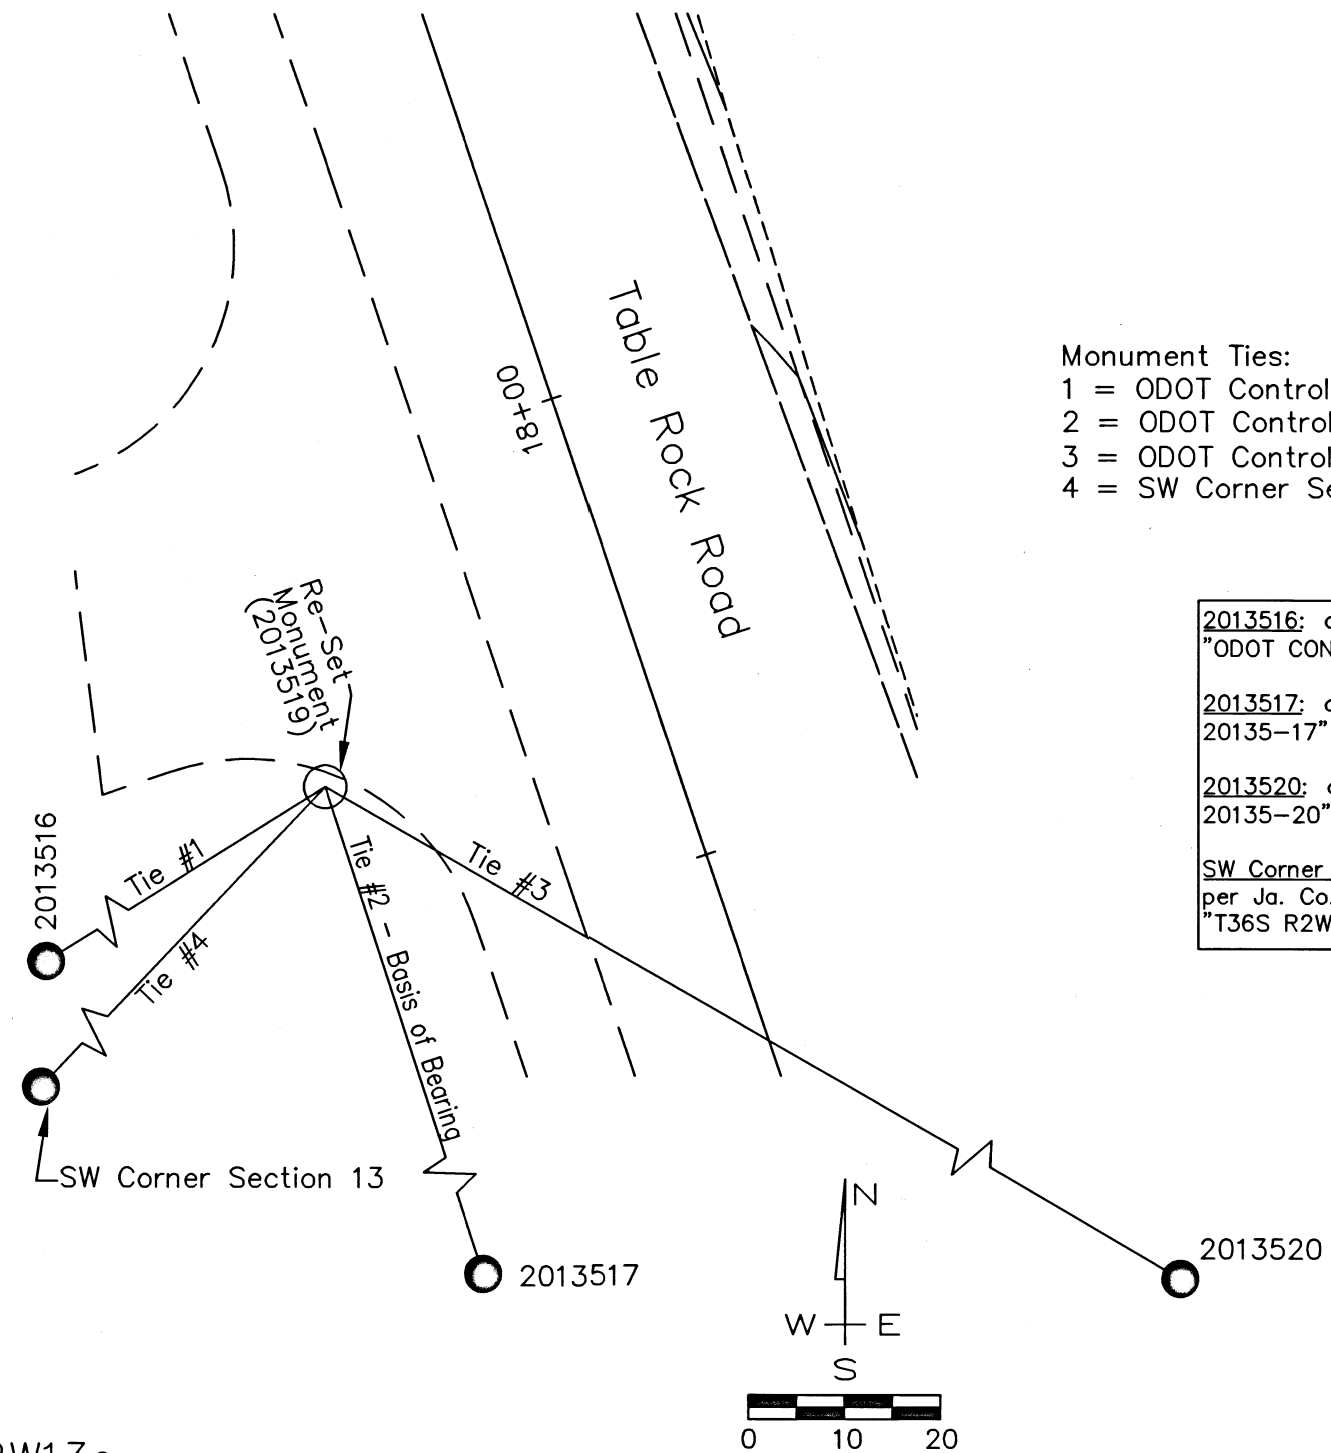 Table Rock Road
18+00
Monument Ties:
1 = ODOT Control
2 = ODOT Control
3 = ODOT Control
4 = SW Corner Se
Re-Set
Monument
(2013519)
2013516:
"ODOT CON
2013517:
20135-17"
2013520:
20135-20"
SW Corner
per Ja. Co.
"T36S R2W
2013516
Tie #1
Tie #4
Tie #2 - Basis of Bearing
Tie #3
SW Corner Section 13
2013517
2013520
N
W E
S
0 10 20